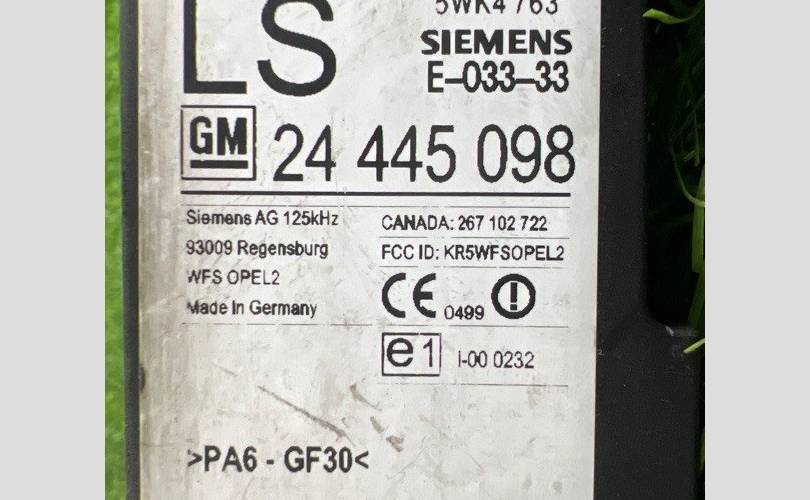 5WK4 763
LS
SIEMENS
E-033-33
GM 24 445 098
Siemens AG 125kHz
93009 Regensburg
WFS OPEL2
Made In Germany
CANADA: 267 102 722
FCC ID: KR5WFSOPEL2
CE 0499
e1 I-00 0232
>PA6 - GF30<